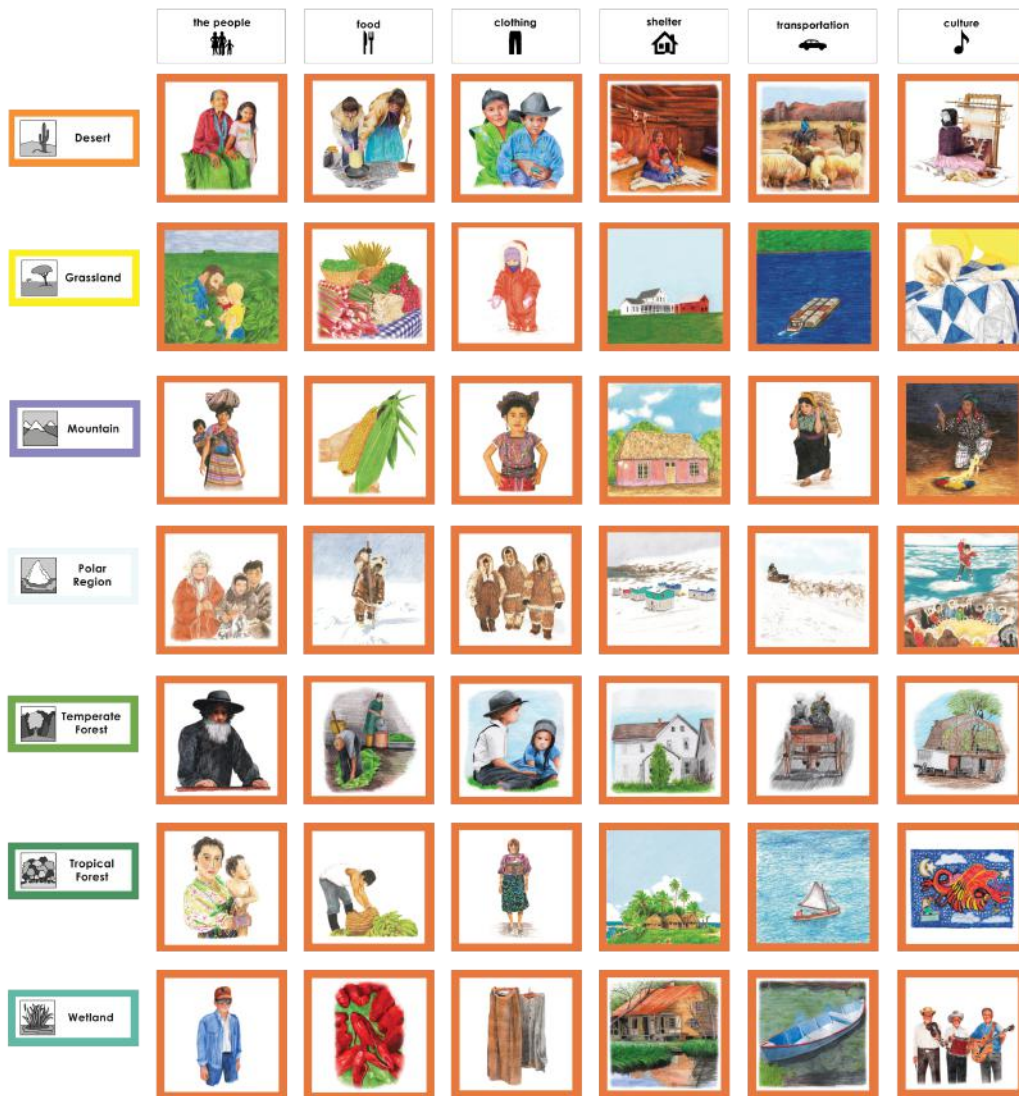 the people
food
clothing
shelter
transportation
culture
Desert
Grassland
Mountain
Polar
Region
Temperate
Forest
Tropical
Forest
Wetland